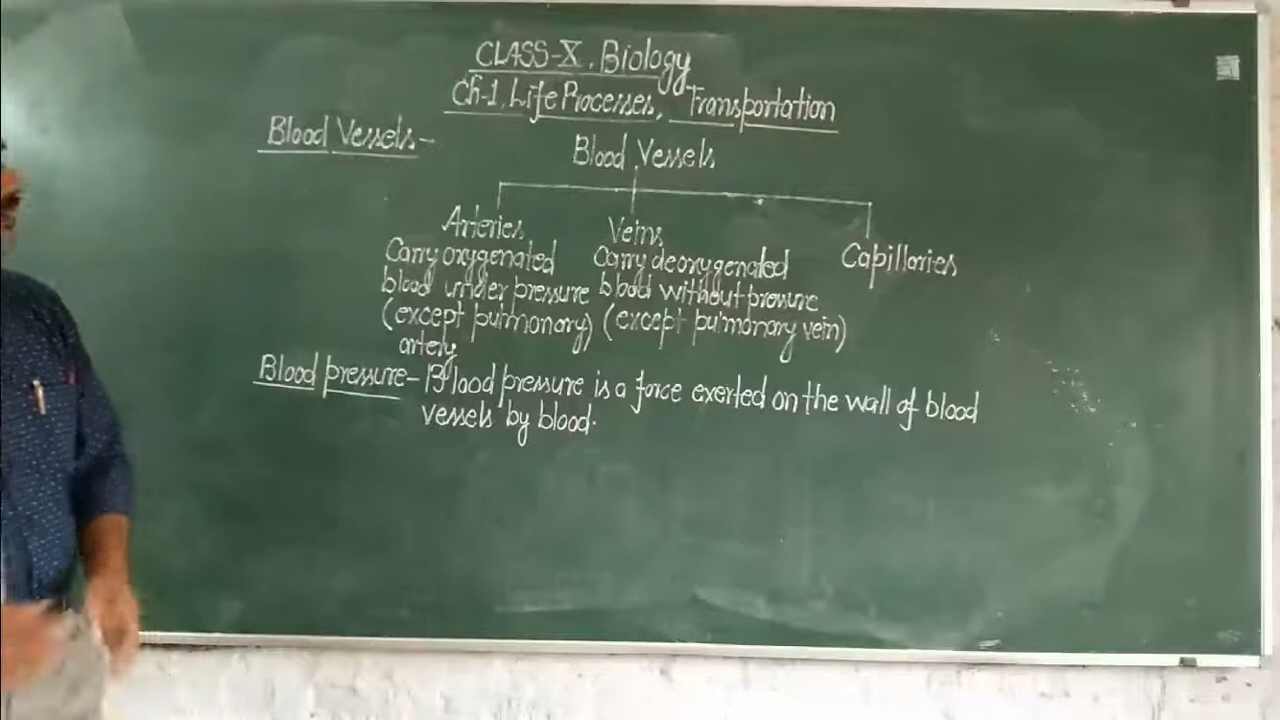 CLASS-X. Biology
Ch-1. Life Processes, Transportation
Blood Vessels-
Blood Vessels
Arteries
Carry oxygenated
blood under pressure
(except pulmonary)
artery
Veins
Carry deoxygenated
blood without pressure
(except pulmonary vein)
Capillaries
Blood pressure- Blood pressure is a force exerted on the wall of blood
vessels by blood.